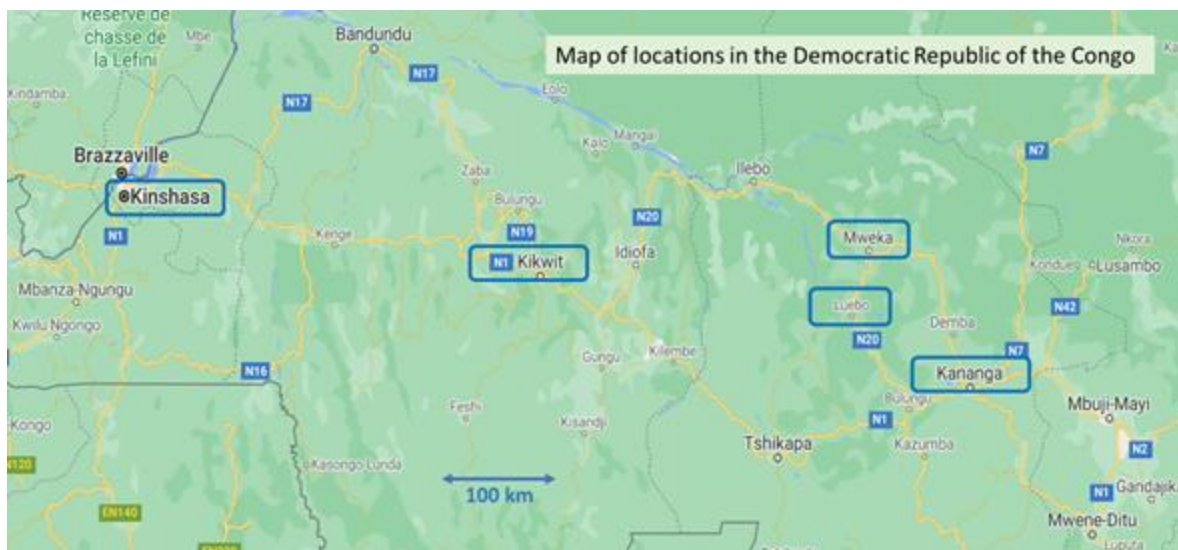 Réserve de
chasse de
la Lefini
Mbe
Bandundu
Map of locations in the Democratic Republic of the Congo
N17
Kindamba
N17
Lolo
Mangai
Kalo
N7
Brazzaville
Zaba
Ilebo
Kinshasa
Bulungu
N20
N1
N19
Kenge
Mweka
Nkora
N1
Kikwit
Idiofa
Lusambo
Mbanza-Ngungu
Luebo
N42
Kwilu Ngongo
Demba
N20
N7
Gungu
Kilembe
N16
Kananga
Feshi
Bulungu
Mbuji-Mayi
-Kongo
Kisandji
N1
Tshikapa
Kazumba
N2
N120
Kasongo Lunda
100 km
N1
Gandajik
EN140
Mwene-Ditu